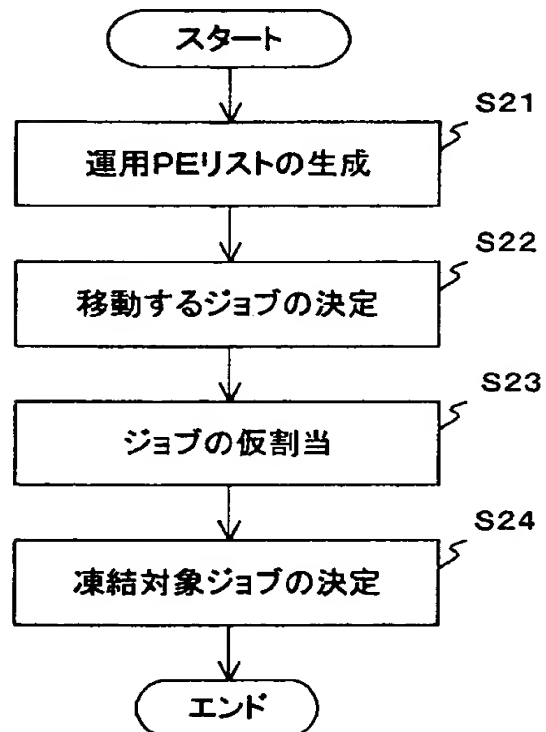 スタート
S21
運用PEリストの生成
S22
移動するジョブの決定
S23
ジョブの仮割当
S24
凍結対象ジョブの決定
エンド